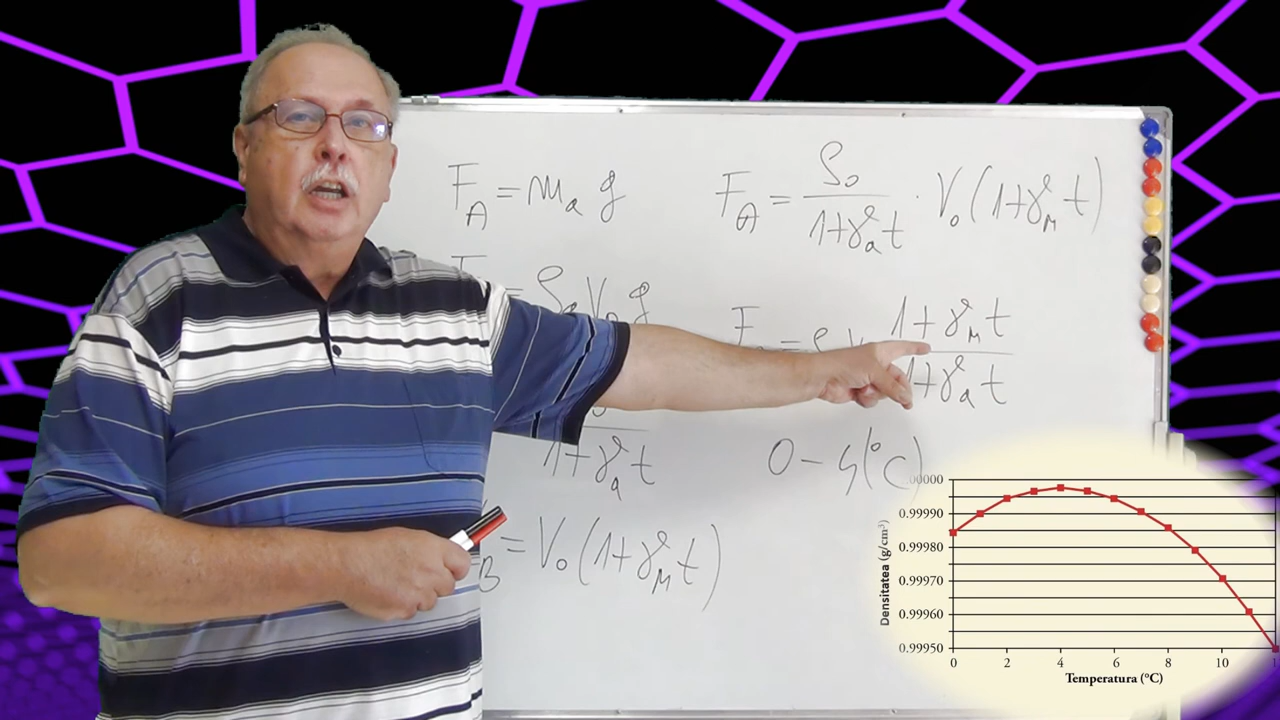 F_A = m_a g
F_A = ρ_0 / (1+γ_a t) · V_0 (1+γ_M t)
1+γ_M t
1+γ_a t
1+γ_a t
0 – 4 (°C)
= V_0 (1+γ_M t)
Densitatea (g/cm³)
0.99990
0.99980
0.99970
0.99960
0.99950
0 2 4 6 8 10
Temperatura (°C)